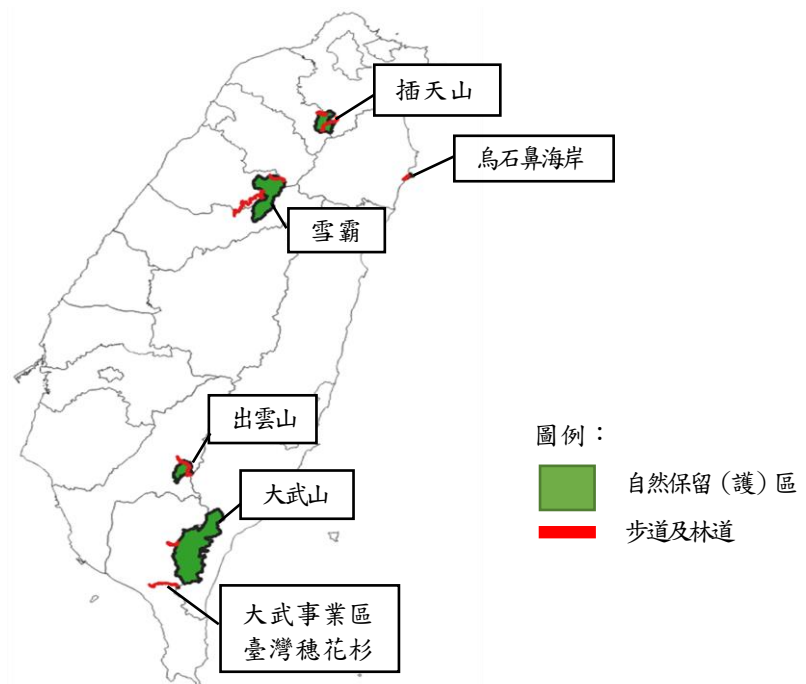 插天山
烏石鼻海岸
雪霸
出雲山
大武山
大武事業區
臺灣穗花杉
圖例：
自然保留（護）區
步道及林道